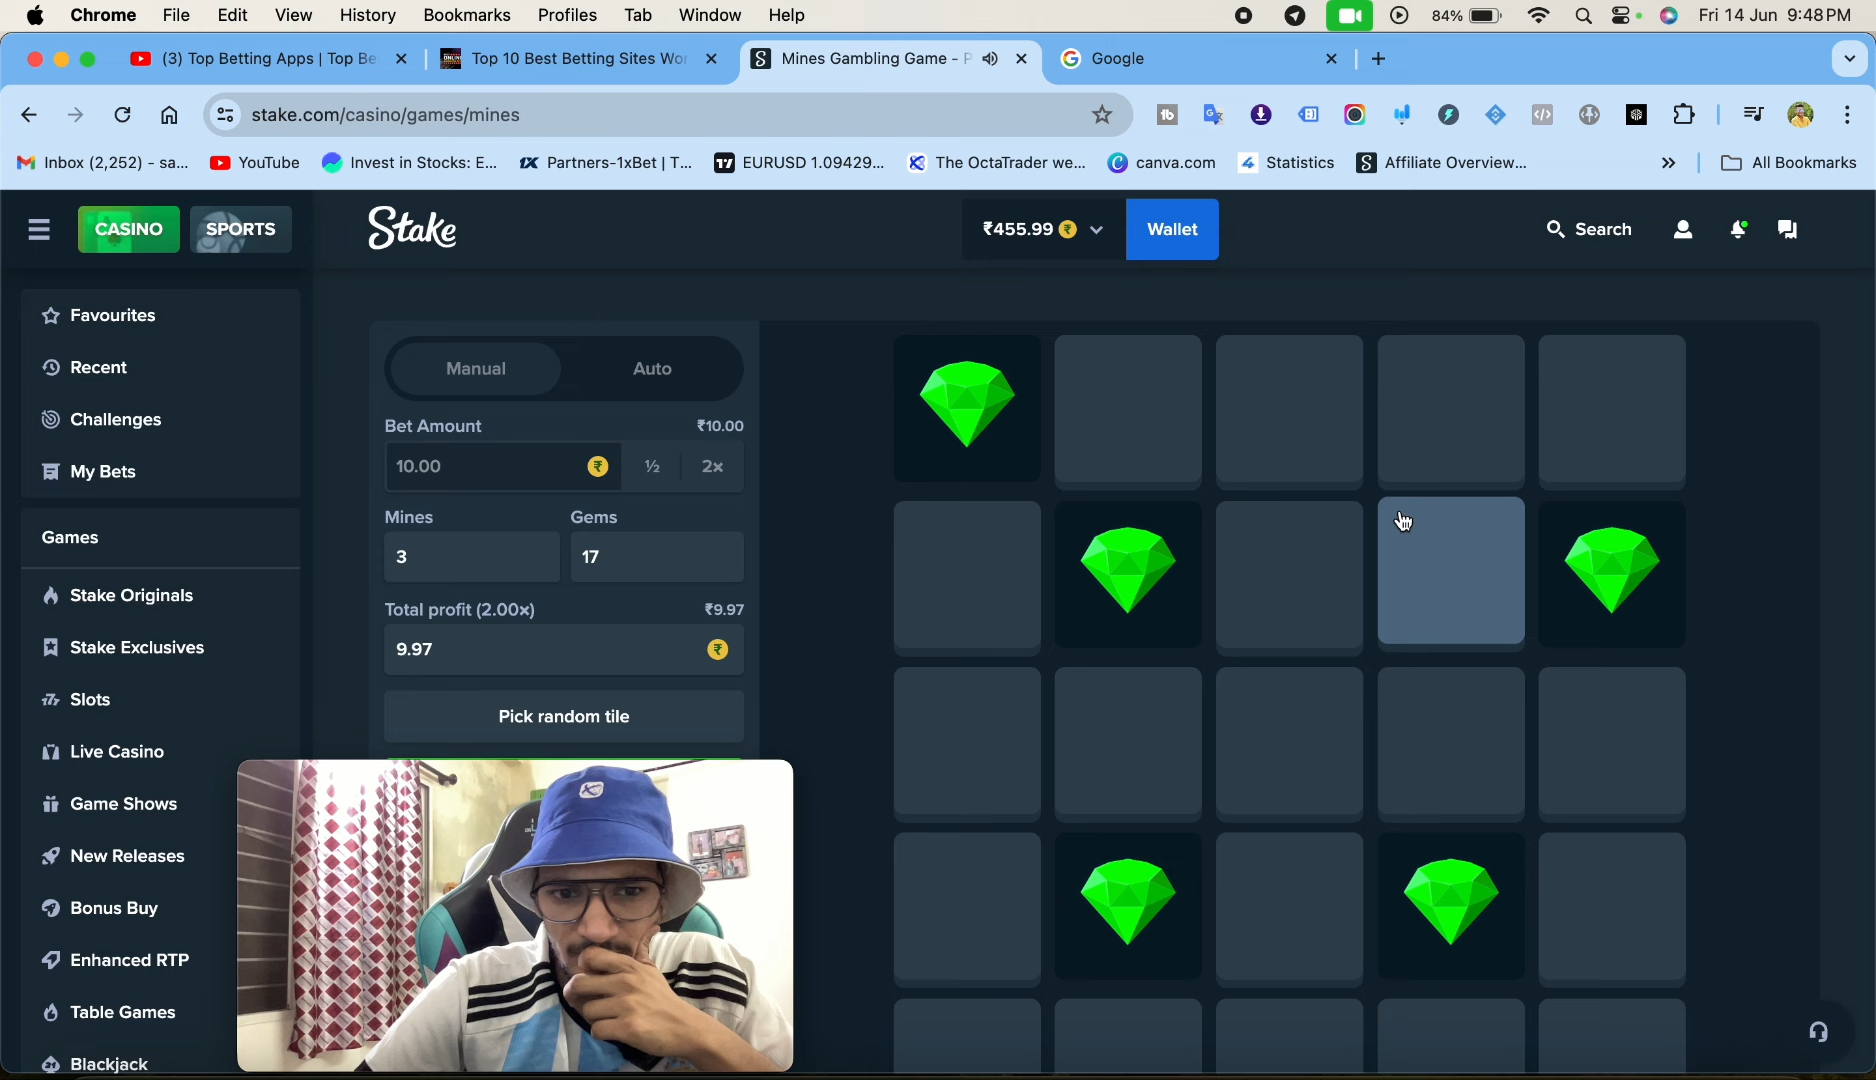 Chrome File Edit View History Bookmarks Profiles Tab Window Help 84% Fri 14 Jun 9:48 PM
(3) Top Betting Apps | Top Be Top 10 Best Betting Sites Wor Mines Gambling Game - P Google
stake.com/casino/games/mines
Inbox (2,252) - sa... YouTube Invest in Stocks: E... Partners-1xBet | T... EURUSD 1.09429... The OctaTrader we... canva.com Statistics Affiliate Overview... All Bookmarks
CASINO SPORTS Stake ₹455.99 Wallet Search
Favourites
Recent
Challenges
My Bets
Games
Stake Originals
Stake Exclusives
Slots
Live Casino
Game Shows
New Releases
Bonus Buy
Enhanced RTP
Table Games
Blackjack
Manual Auto
Bet Amount ₹10.00
10.00 ½ 2×
Mines Gems
3 17
Total profit (2.00×) ₹9.97
9.97
Pick random tile